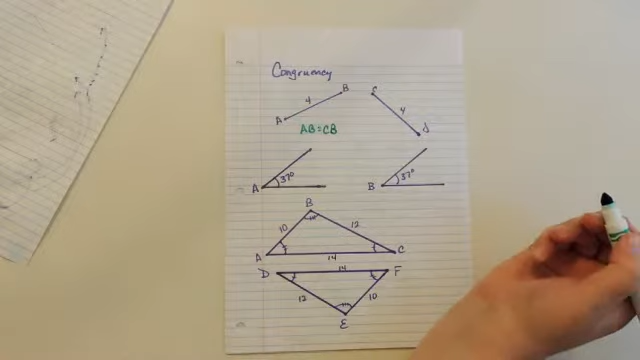 Congruency
A 4 B
C 4 d
AB=CB
A 37°
B 37°
B
10 12
A 14 C
D 14 F
12 10
E